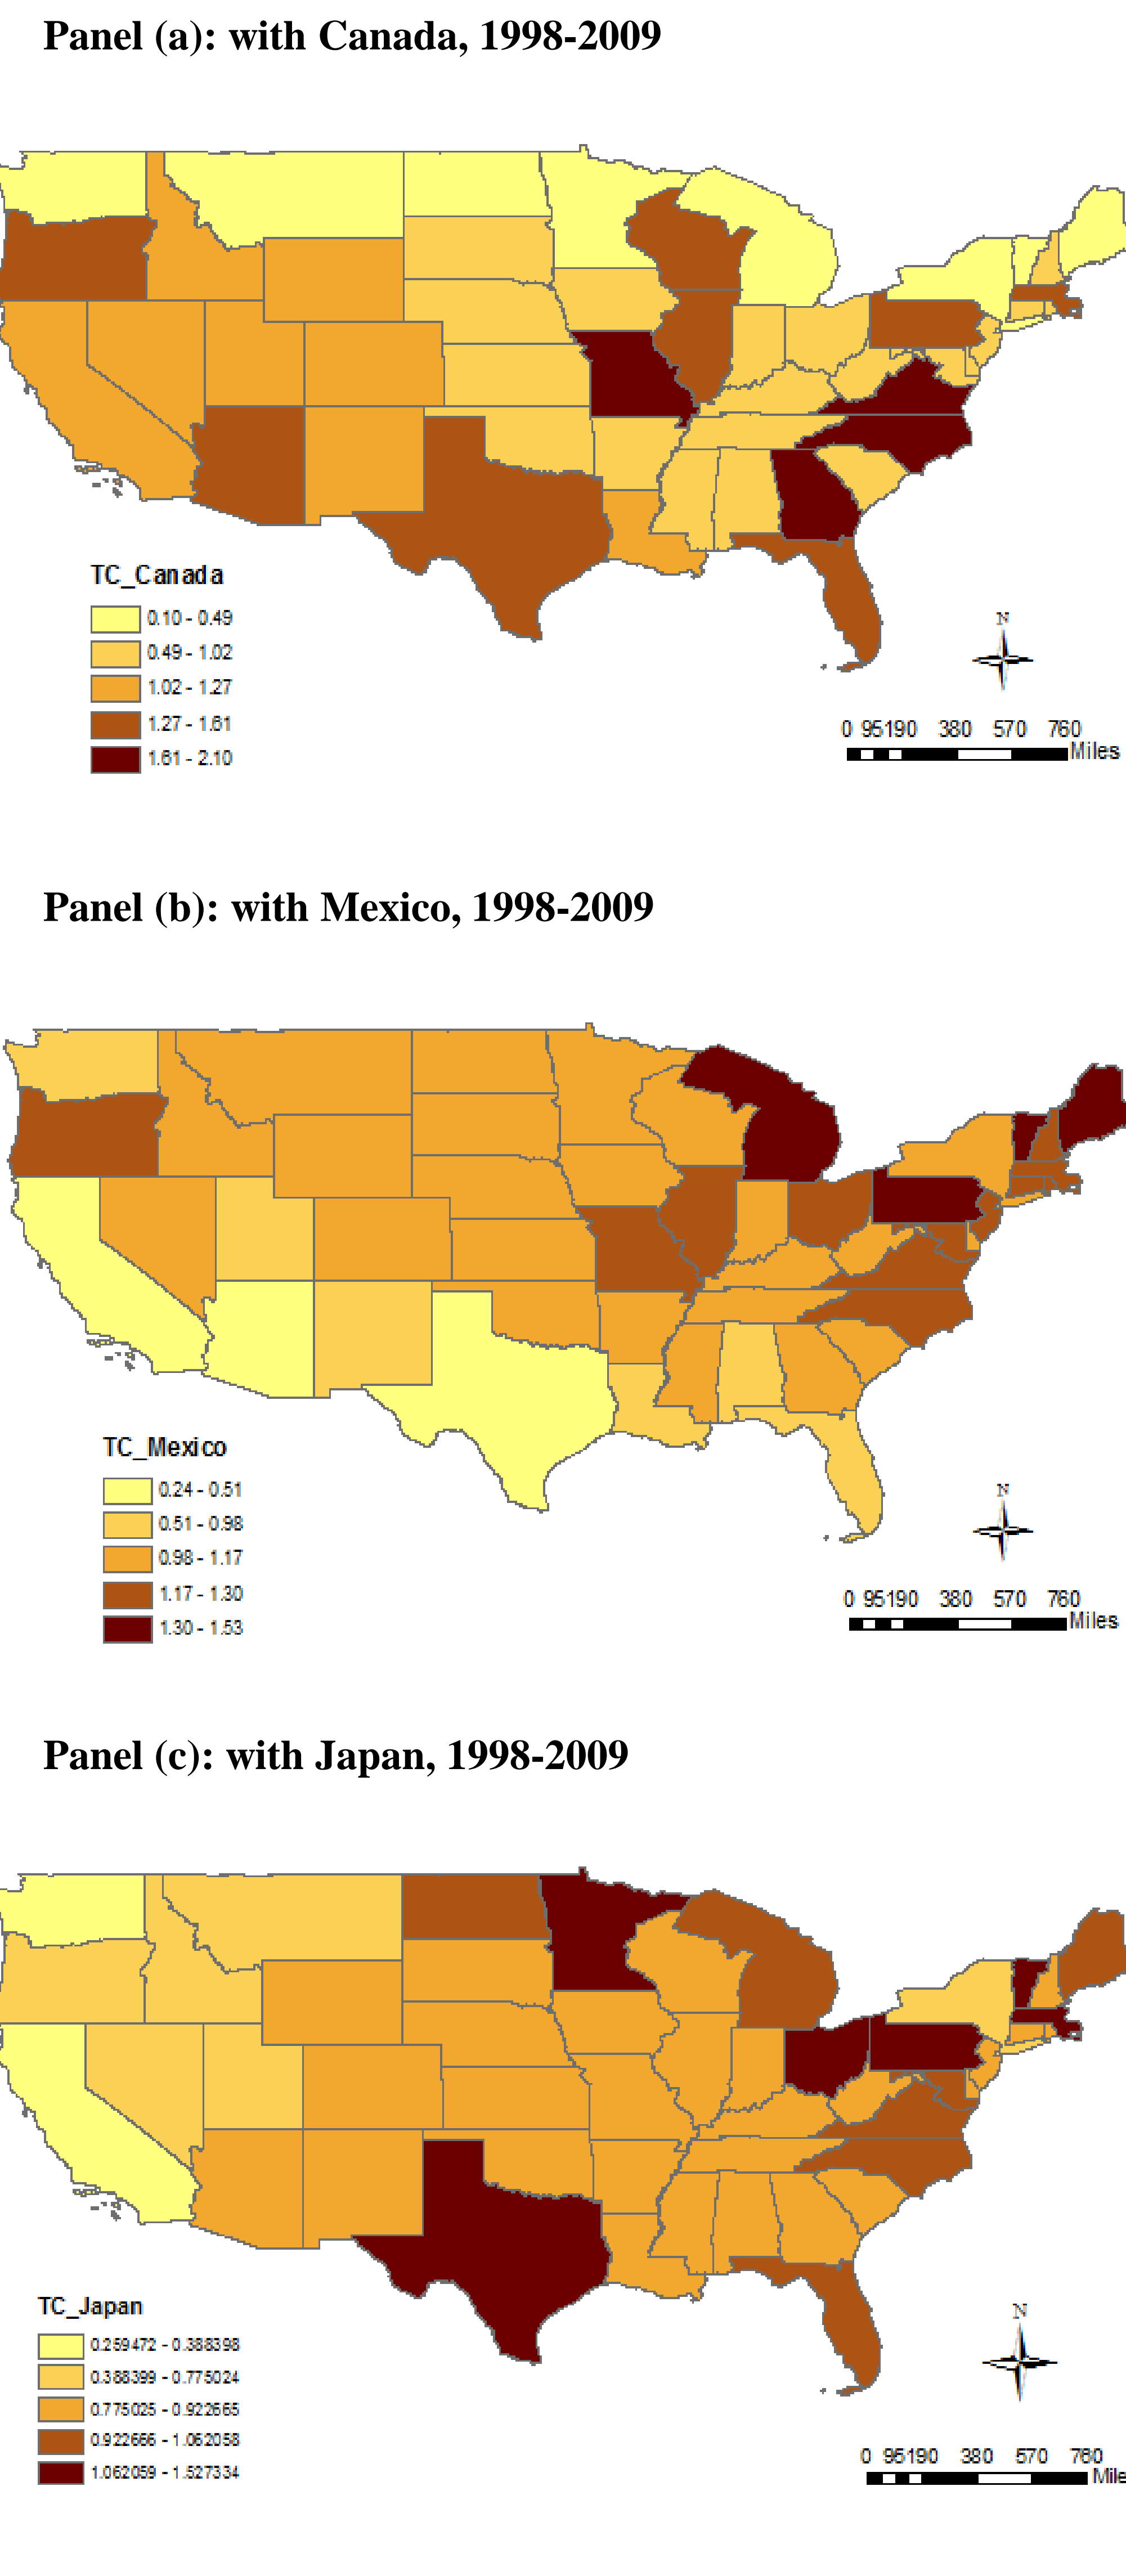 Panel (a): with Canada, 1998-2009
TC_Canada
0.10 - 0.49
0.49 - 1.02
1.02 - 1.27
1.27 - 1.61
1.61 - 2.10
N
0 95190 380 570 760
Miles
Panel (b): with Mexico, 1998-2009
TC_Mexico
0.24 - 0.51
0.51 - 0.98
0.98 - 1.17
1.17 - 1.30
1.30 - 1.53
N
0 95190 380 570 760
Miles
Panel (c): with Japan, 1998-2009
TC_Japan
0.259472 - 0.388398
0.388399 - 0.775024
0.775025 - 0.922665
0.922666 - 1.062058
1.062059 - 1.527334
N
0 95190 380 570 760
Mile